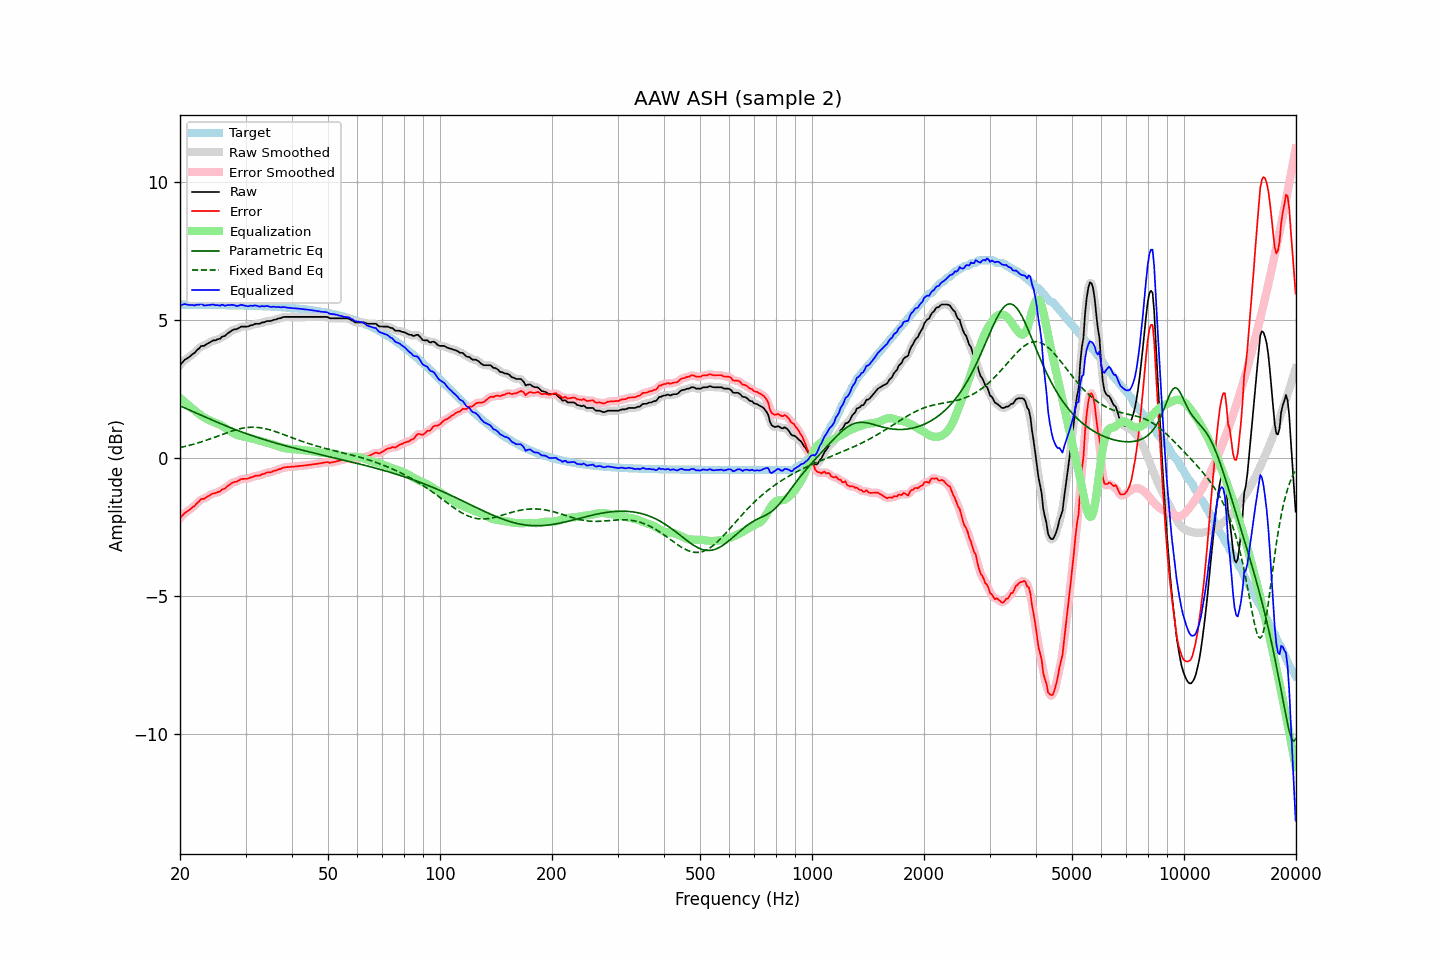 AAW ASH (sample 2)
Target
Raw Smoothed
Error Smoothed
Raw
Error
Equalization
Parametric Eq
Fixed Band Eq
Equalized
10
5
0
−5
−10
Amplitude (dBr)
20
50
100
200
500
1000
2000
5000
10000
20000
Frequency (Hz)